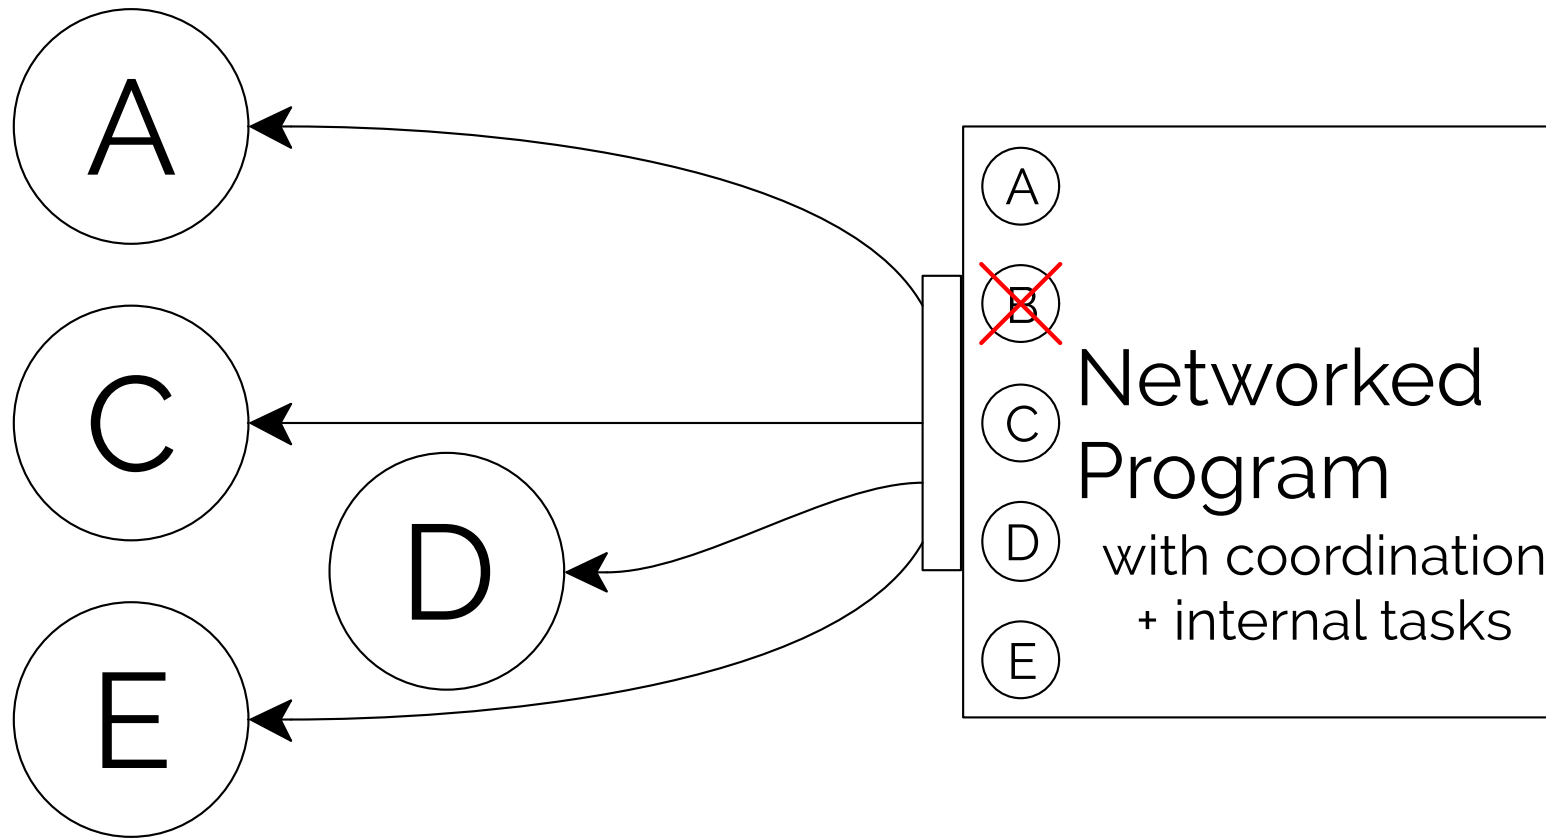 A
C
D
E
A
B
C
D
E
Networked
Program
with coordination
+ internal tasks